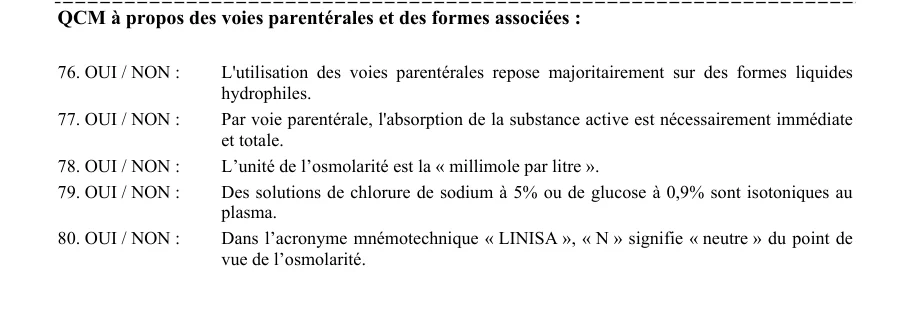 QCM à propos des voies parentérales et des formes associées :
76. OUI / NON : L'utilisation des voies parentérales repose majoritairement sur des formes liquides
hydrophiles.
77. OUI / NON : Par voie parentérale, l'absorption de la substance active est nécessairement immédiate
et totale.
78. OUI / NON : L’unité de l’osmolarité est la « millimole par litre ».
79. OUI / NON : Des solutions de chlorure de sodium à 5% ou de glucose à 0,9% sont isotoniques au
plasma.
80. OUI / NON : Dans l’acronyme mnémotechnique « LINISA », « N » signifie « neutre » du point de
vue de l’osmolarité.